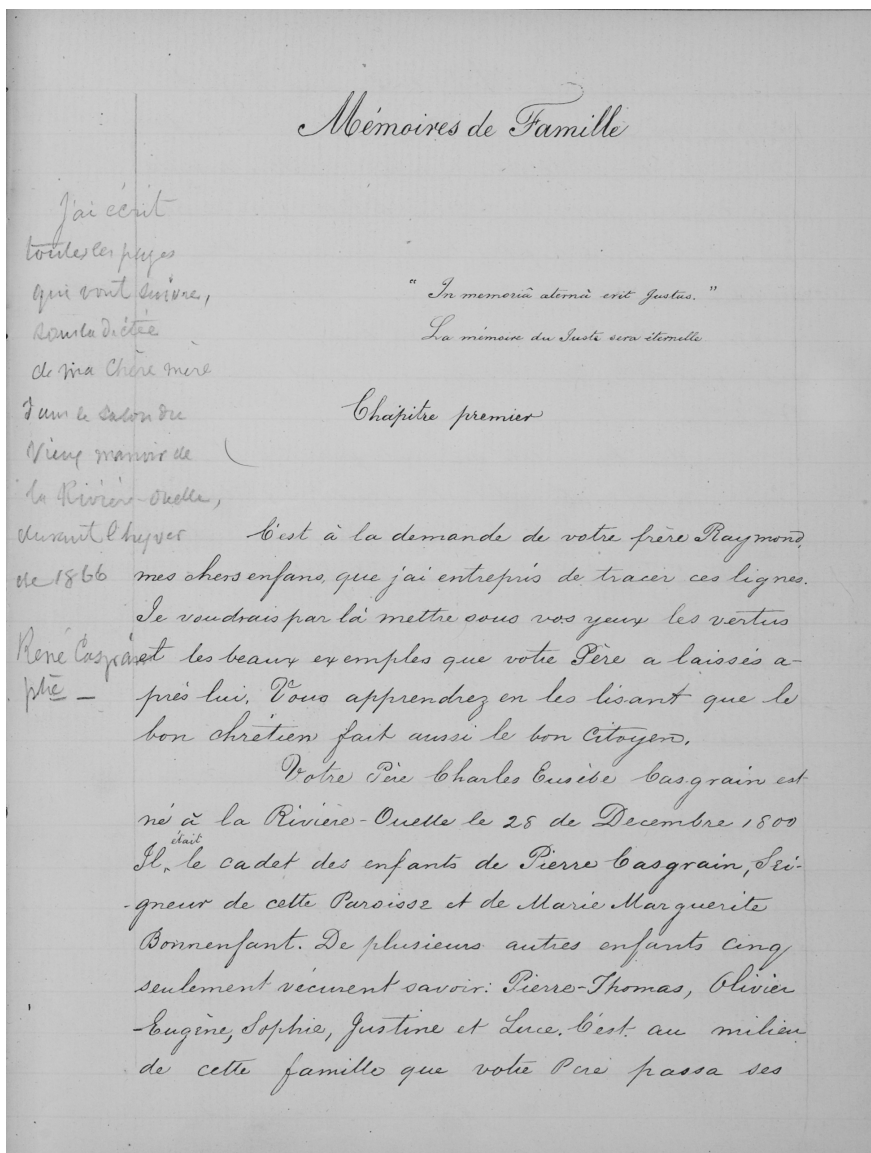 Mémoires de Famille
J'ai écrit
toutes les pages
qui vont suivre,
sous la dictée
de ma chère mère
dans le salon du
Vieux manoir de
la Rivière-Ouelle,
durant l'hyver
de 1866
René Casgrain
ptre —
" In memoriâ aternâ erit Justus. "
La mémoire du Juste sera éternelle
Chapitre premier
C'est à la demande de votre frère Raymond,
mes chers enfans, que j'ai entrepris de tracer ces lignes.
Je voudrais par là mettre sous vos yeux les vertus
et les beaux exemples que votre Père a laissés a-
près lui. Vous apprendrez en les lisant que le
bon chrétien fait aussi le bon citoyen.
Votre Père Charles Eusèbe Casgrain est
né à la Rivière-Ouelle le 28 de Decembre 1800
Il était le cadet des enfants de Pierre Casgrain, Sei-
-gneur de cette Paroisse et de Marie Marguerite
Bonnenfant. De plusieurs autres enfants cinq
seulement vécurent savoir: Pierre-Thomas, Olivier
Eugène, Sophie, Justine et Luce. C'est au milieu
de cette famille que votre Père passa ses